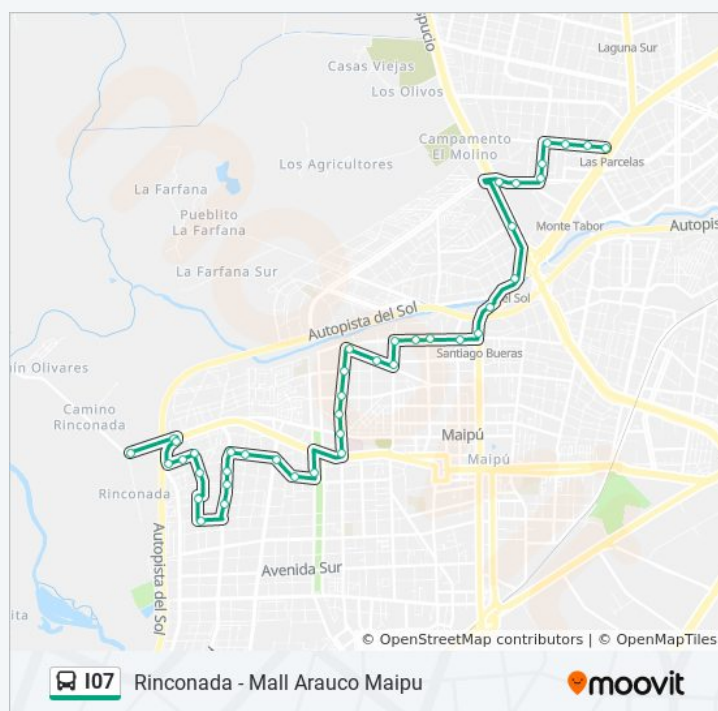 Laguna Sur
Spucio
Casas Viejas
Los Olivos
Campamento
El Molino
Los Agricultores
Las Parcelas
La Farfana
Pueblito
La Farfana
Monte Tabor
Autopis
La Farfana Sur
el Sol
Autopista del Sol
Santiago Bueras
ín Olivares
Camino
Rinconada
Maipú
Maipú
Rinconada
Autopista del Sol
Avenida Sur
ita
© OpenStreetMap contributors | © OpenMapTiles
I07
Rinconada - Mall Arauco Maipu
moovit